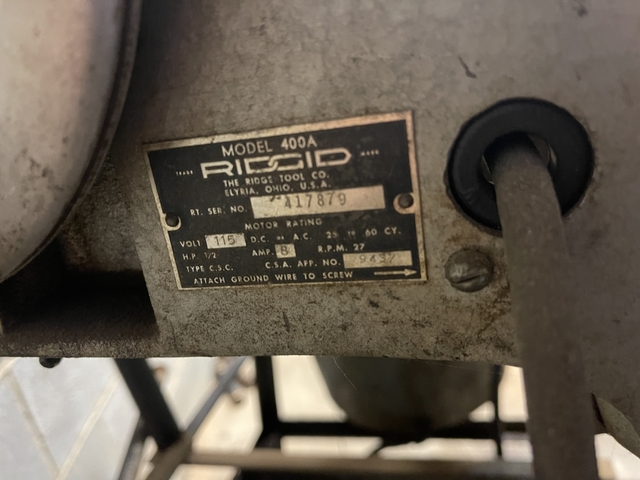 MODEL 400A
TRADE RIDGID MARK
THE RIDGE TOOL CO.
ELYRIA, OHIO, U.S.A.
RT. SER. NO. 417879
MOTOR RATING
VOLT 115 D.C. OR A.C. 25 TO 60 CY.
H.P. 1/2 AMP. 8 R.P.M. 27
TYPE C.S.C. C.S.A. APP. NO.
ATTACH GROUND WIRE TO SCREW